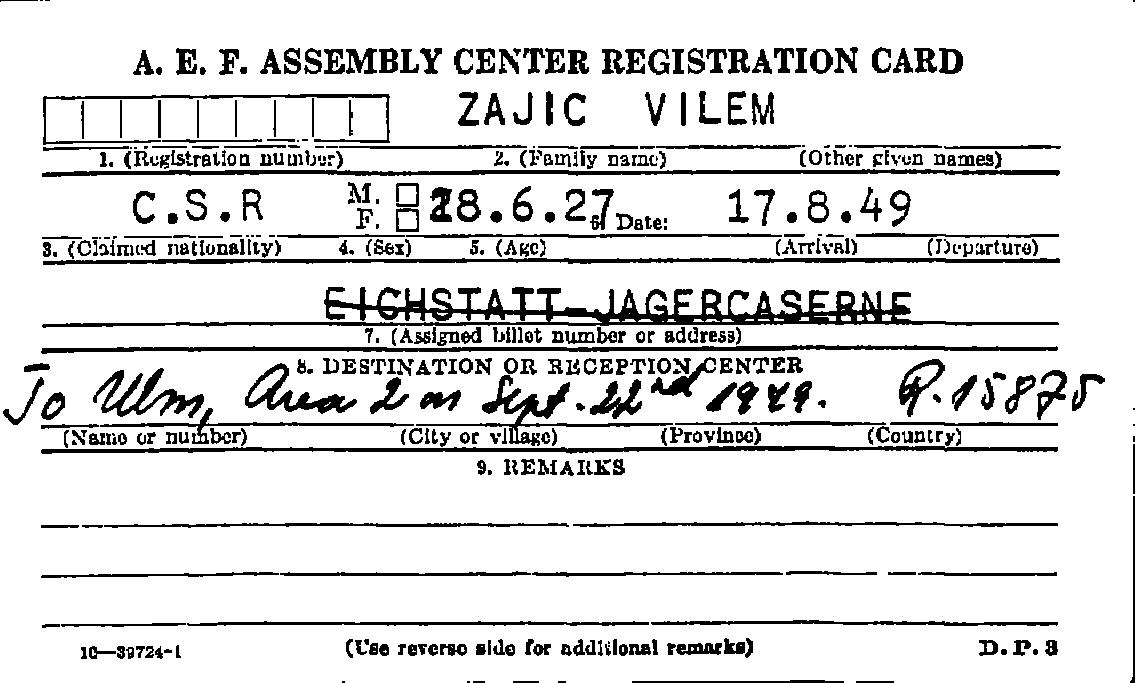 A. E. F. ASSEMBLY CENTER REGISTRATION CARD
ZAJIC VILEM
1. (Registration number) 2. (Family name) (Other given names)
C.S.R M. F. 28.6.27 Date: 17.8.49
3. (Claimed nationality) 4. (Sex) 5. (Age) (Arrival) (Departure)
EICHSTATT-JAGERCASERNE
7. (Assigned billet number or address)
8. DESTINATION OR RECEPTION CENTER
To Ulm, Area 2 on Sept. 22nd 1949. R.15875
(Name or number) (City or village) (Province) (Country)
9. REMARKS
16—39724-1 (Use reverse side for additional remarks) D.P.3